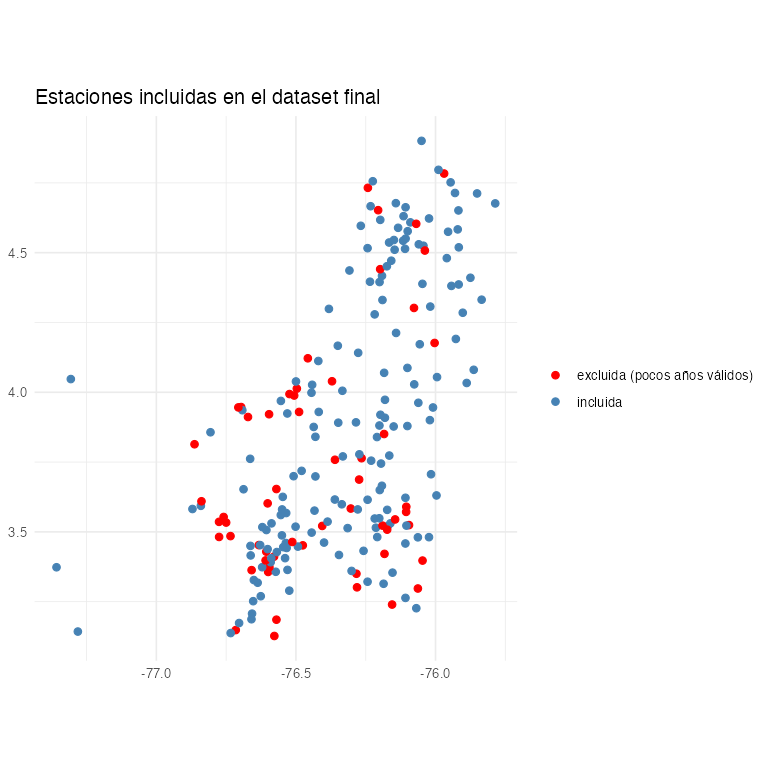 Estaciones incluidas en el dataset final
4.5
4.0
3.5
-77.0
-76.5
-76.0
excluida (pocos años válidos)
incluida